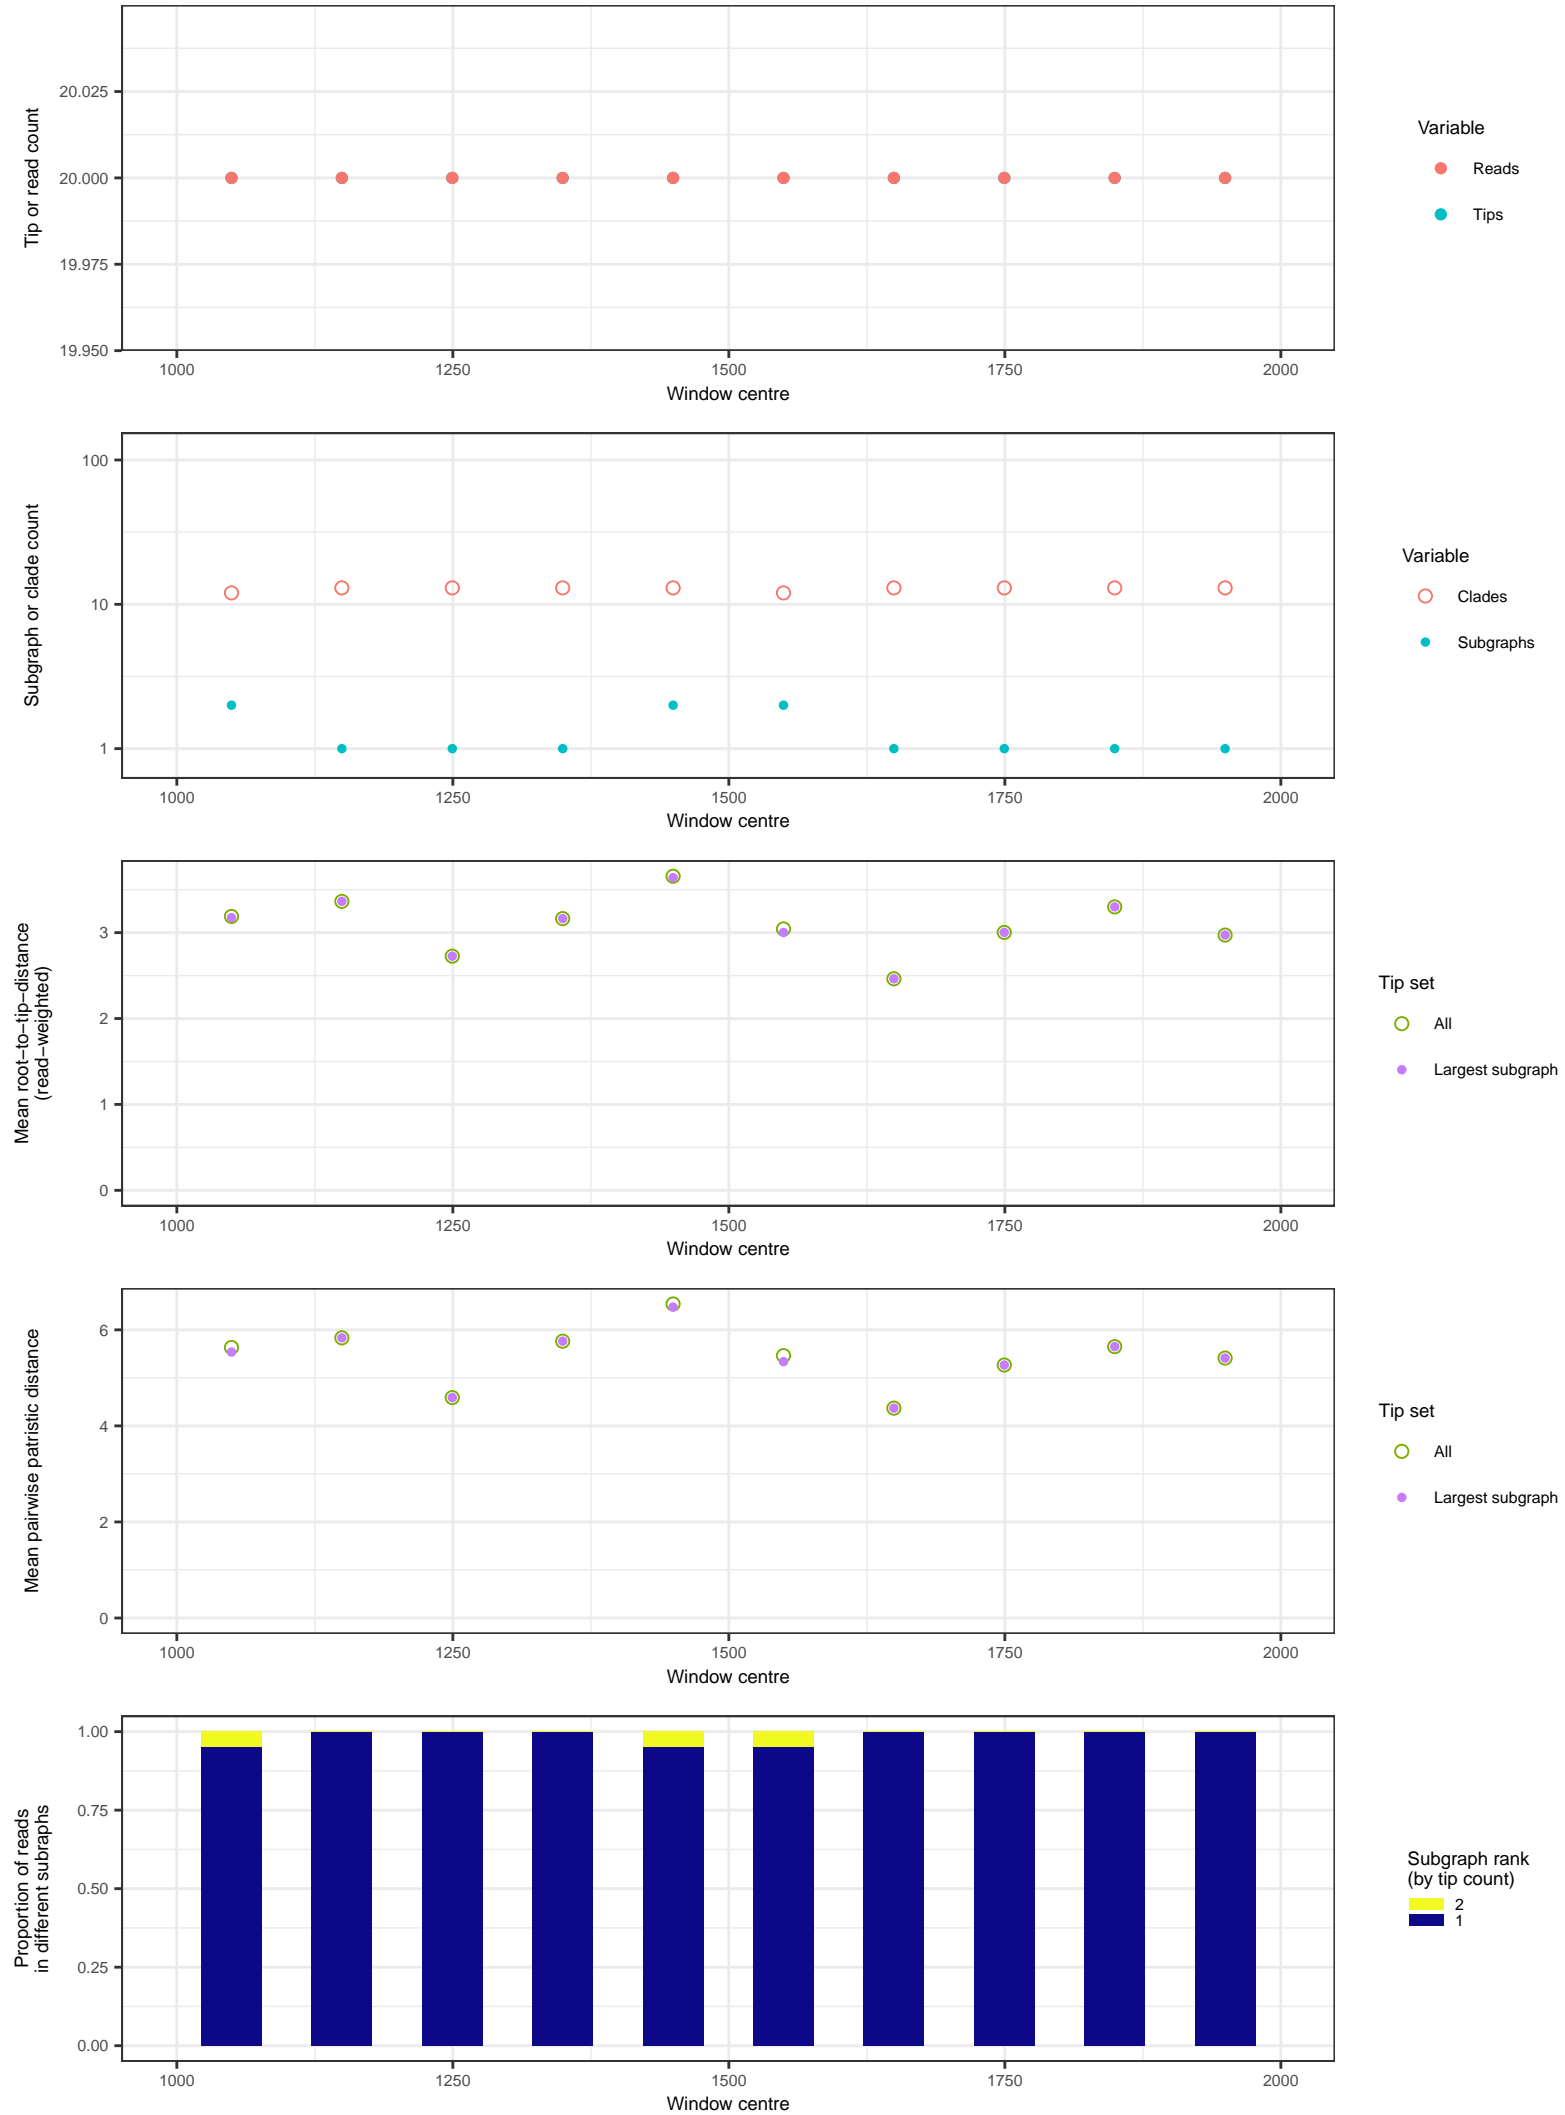 Tip or read count
20.025
20.000
19.975
19.950
1000 1250 1500 1750 2000
Window centre
Variable
Reads
Tips
Subgraph or clade count
100
10
1
1000 1250 1500 1750 2000
Window centre
Variable
Clades
Subgraphs
Mean root−to−tip−distance
(read−weighted)
3
2
1
0
1000 1250 1500 1750 2000
Window centre
Tip set
All
Largest subgraph
Mean pairwise patristic distance
6
4
2
0
1000 1250 1500 1750 2000
Window centre
Tip set
All
Largest subgraph
Proportion of reads
in different subraphs
1.00
0.75
0.50
0.25
0.00
1000 1250 1500 1750 2000
Window centre
Subgraph rank
(by tip count)
2
1